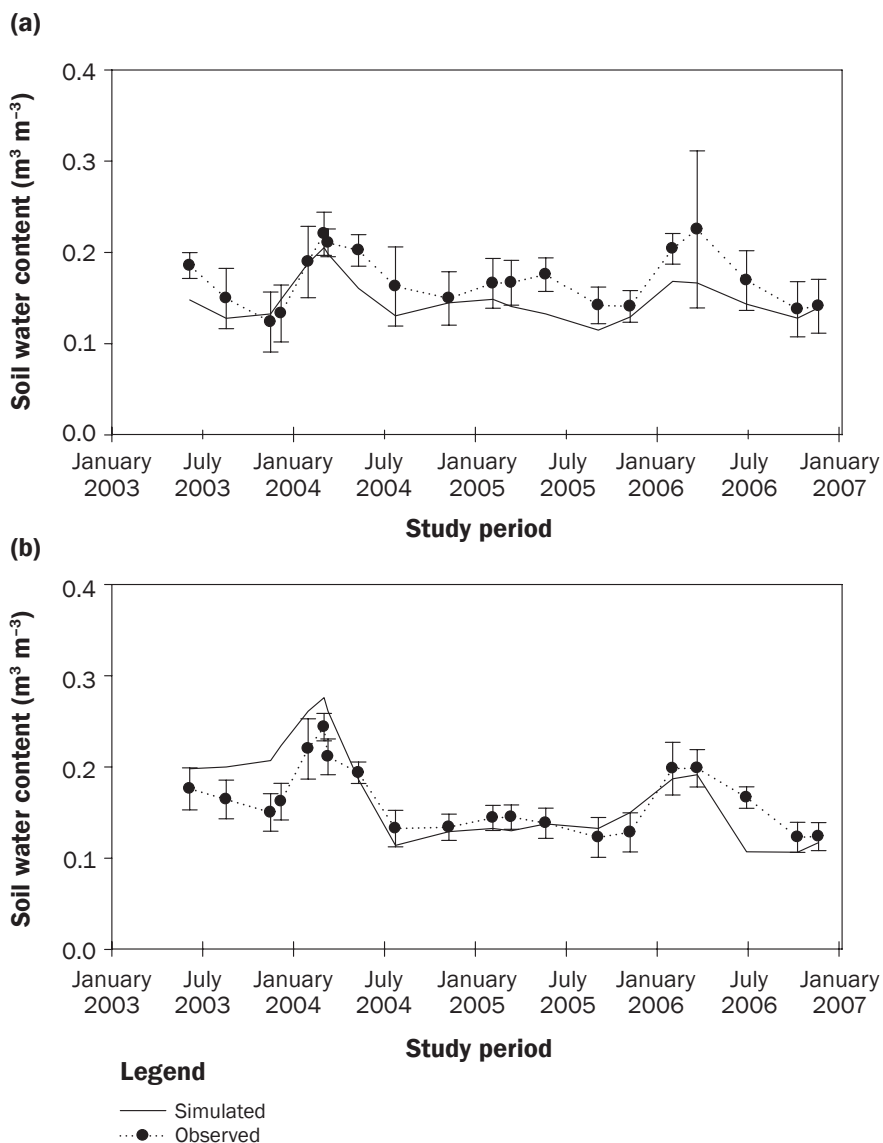 (a)
Soil water content (m³ m⁻³)
0.4
0.3
0.2
0.1
0.0
January July January July January July January July January
2003 2003 2004 2004 2005 2005 2006 2006 2007
Study period
(b)
Soil water content (m³ m⁻³)
0.4
0.3
0.2
0.1
0.0
January July January July January July January July January
2003 2003 2004 2004 2005 2005 2006 2006 2007
Study period
Legend
Simulated
Observed